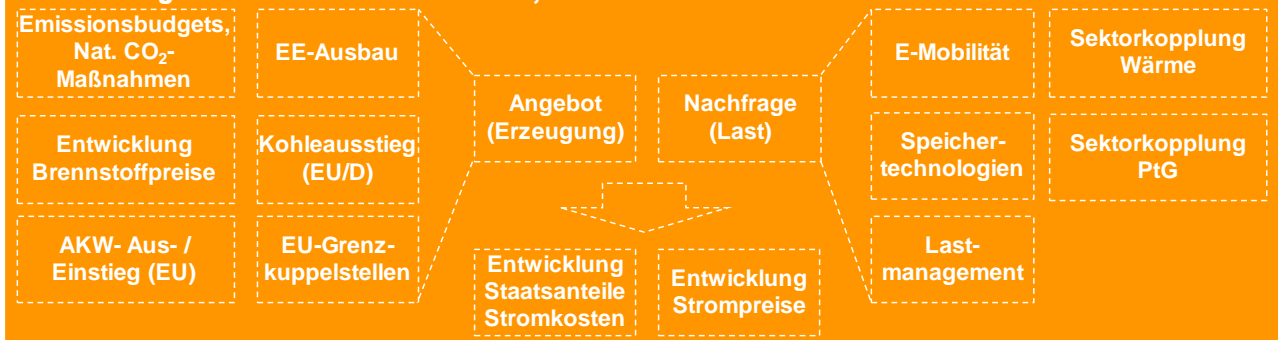 Emissionsbudgets,
Nat. CO₂-
Maßnahmen
EE-Ausbau
Entwicklung
Brennstoffpreise
Kohleausstieg
(EU/D)
AKW- Aus- /
Einstieg (EU)
EU-Grenz-
kuppelstellen
Angebot
(Erzeugung)
Nachfrage
(Last)
Entwicklung
Staatsanteile
Stromkosten
Entwicklung
Strompreise
E-Mobilität
Sektorkopplung
Wärme
Speicher-
technologien
Sektorkopplung
PtG
Last-
management